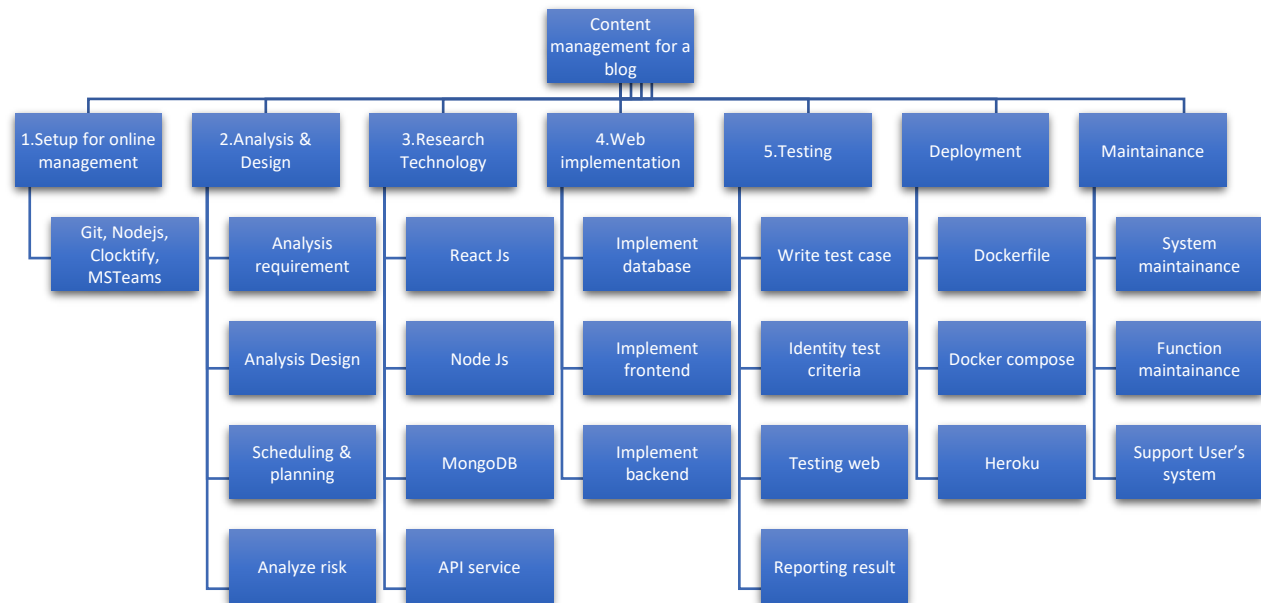 Content
management for a
blog
1.Setup for online
management
2.Analysis &
Design
3.Research
Technology
4.Web
implementation
5.Testing
Deployment
Maintainance
Git, Nodejs,
Clocktify,
MSTeams
Analysis
requirement
React Js
Implement
database
Write test case
Dockerfile
System
maintainance
Analysis Design
Node Js
Implement
frontend
Identity test
criteria
Docker compose
Function
maintainance
Scheduling &
planning
MongoDB
Implement
backend
Testing web
Heroku
Support User’s
system
Analyze risk
API service
Reporting result